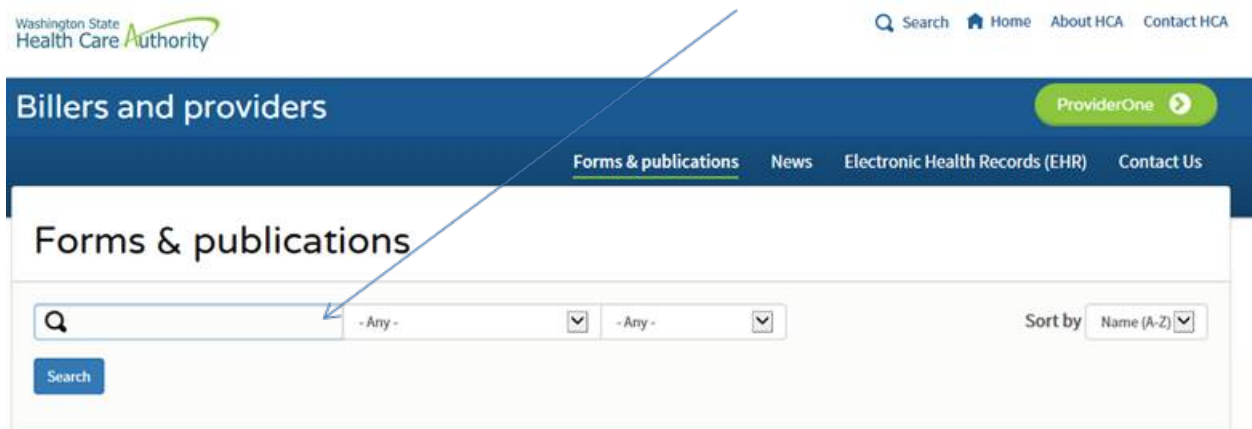 Washington State
Health Care Authority
Search Home About HCA Contact HCA
Billers and providers
ProviderOne
Forms & publications News Electronic Health Records (EHR) Contact Us
Forms & publications
- Any - - Any - Sort by Name (A-Z)
Search